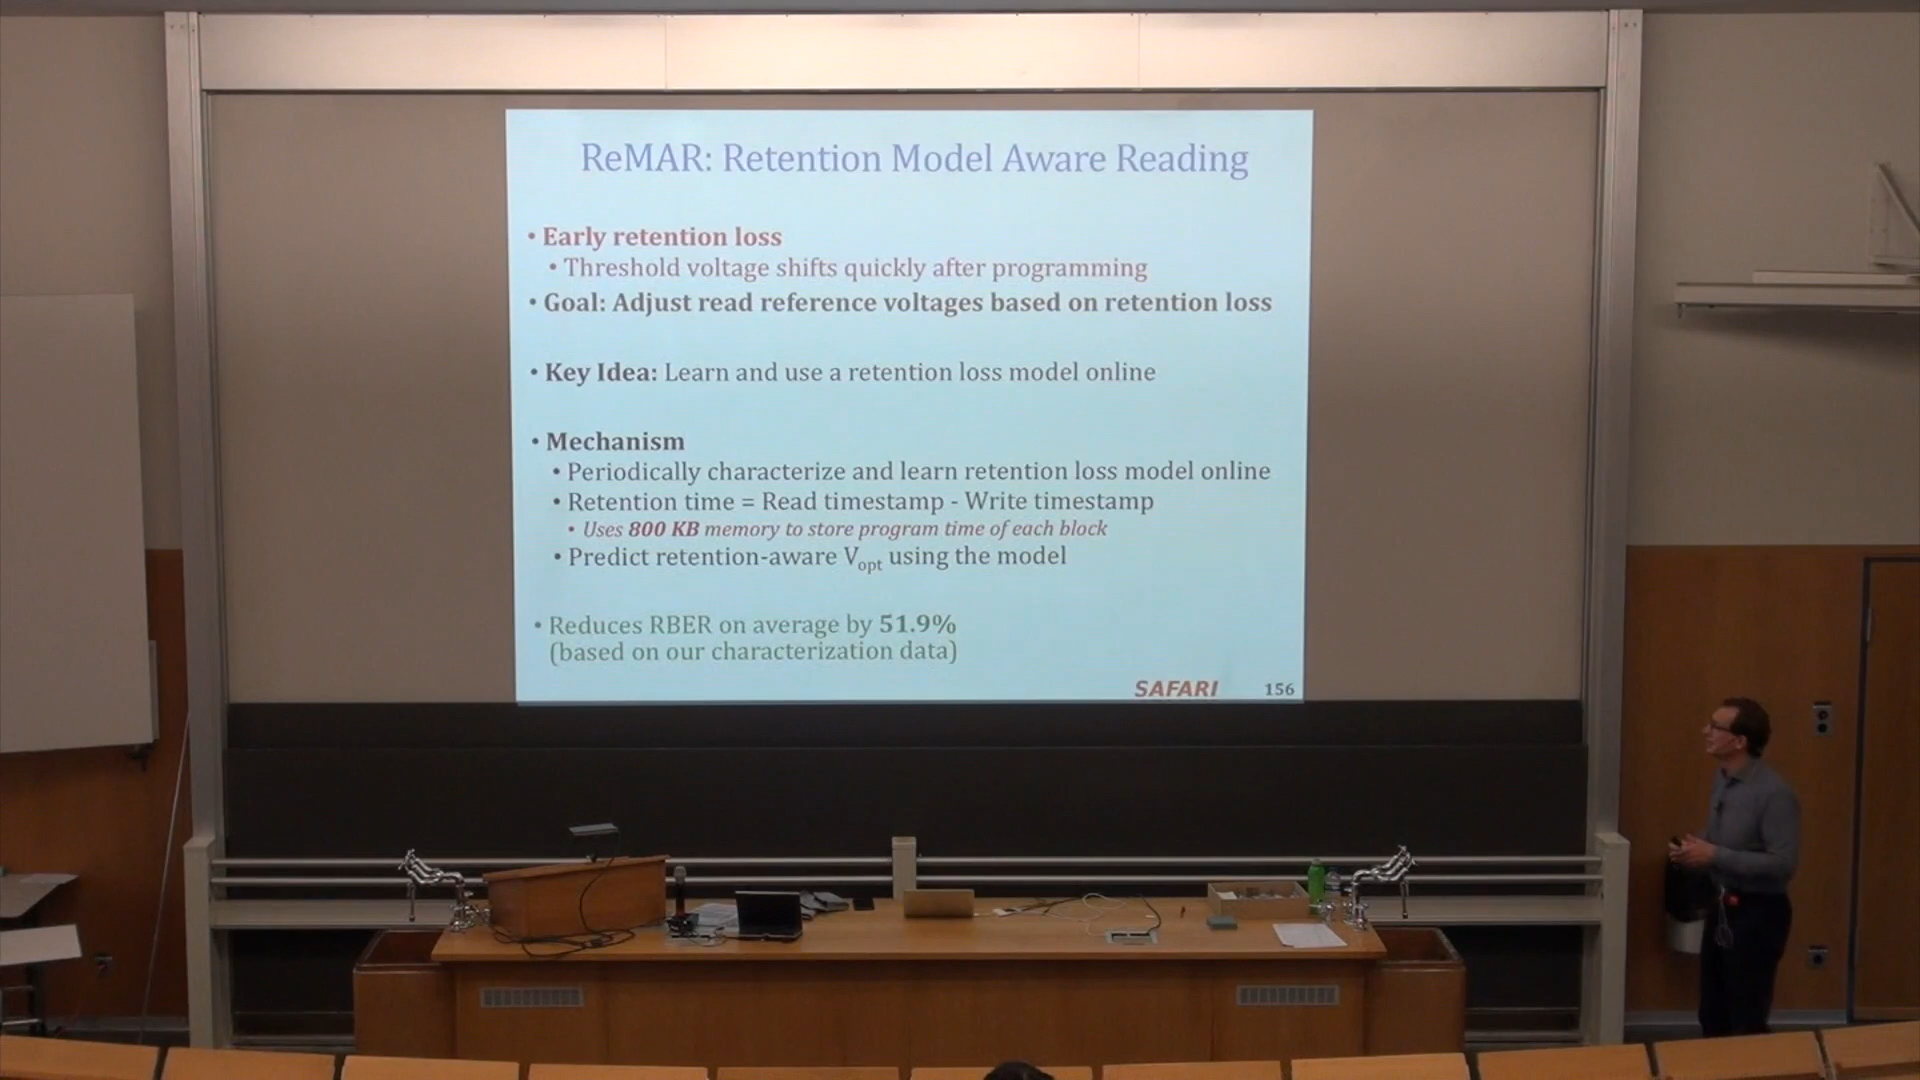 ReMAR: Retention Model Aware Reading
• Early retention loss
• Threshold voltage shifts quickly after programming
• Goal: Adjust read reference voltages based on retention loss
• Key Idea: Learn and use a retention loss model online
• Mechanism
• Periodically characterize and learn retention loss model online
• Retention time = Read timestamp - Write timestamp
• Uses 800 KB memory to store program time of each block
• Predict retention-aware Vopt using the model
• Reduces RBER on average by 51.9%
(based on our characterization data)
SAFARI 156